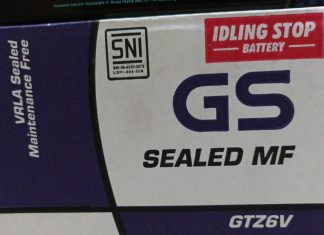 IDLING STOP
BATTERY
SNI
GS
VRLA Sealed
Maintenance Free
SEALED MF
GTZ6V